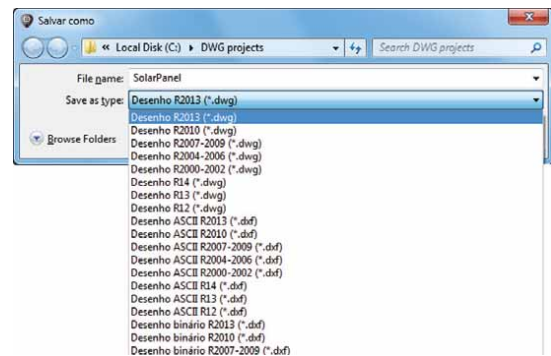 Salvar como
« Local Disk (C:) ▸ DWG projects
Search DWG projects
File name: SolarPanel
Save as type: Desenho R2013 (*.dwg)
Browse Folders
Desenho R2013 (*.dwg)
Desenho R2010 (*.dwg)
Desenho R2007-2009 (*.dwg)
Desenho R2004-2006 (*.dwg)
Desenho R2000-2002 (*.dwg)
Desenho R14 (*.dwg)
Desenho R13 (*.dwg)
Desenho R12 (*.dwg)
Desenho ASCII R2013 (*.dxf)
Desenho ASCII R2010 (*.dxf)
Desenho ASCII R2007-2009 (*.dxf)
Desenho ASCII R2004-2006 (*.dxf)
Desenho ASCII R2000-2002 (*.dxf)
Desenho ASCII R14 (*.dxf)
Desenho ASCII R13 (*.dxf)
Desenho ASCII R12 (*.dxf)
Desenho binário R2013 (*.dxf)
Desenho binário R2010 (*.dxf)
Desenho binário R2007-2009 (*.dxf)